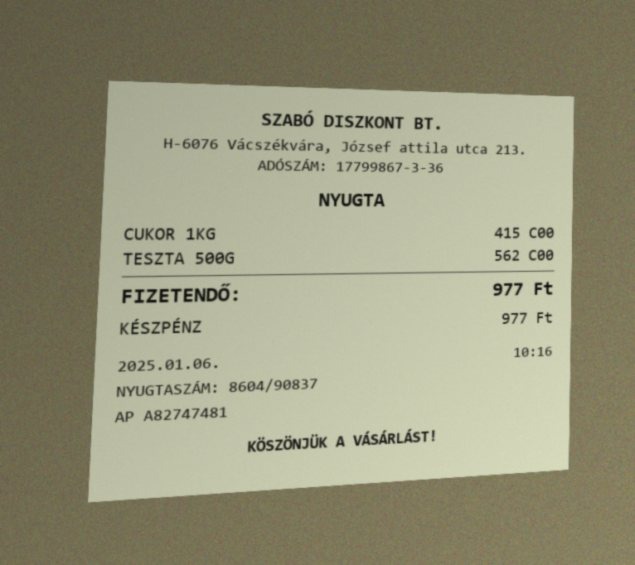 SZABÓ DISZKONT BT.
H-6076 Vácszékvára, József attila utca 213.
ADÓSZÁM: 17799867-3-36
NYUGTA
CUKOR 1KG 415 C00
TESZTA 500G 562 C00
FIZETENDŐ: 977 Ft
KÉSZPÉNZ 977 Ft
2025.01.06. 10:16
NYUGTASZÁM: 8604/90837
AP A82747481
KÖSZÖNJÜK A VÁSÁRLÁST!